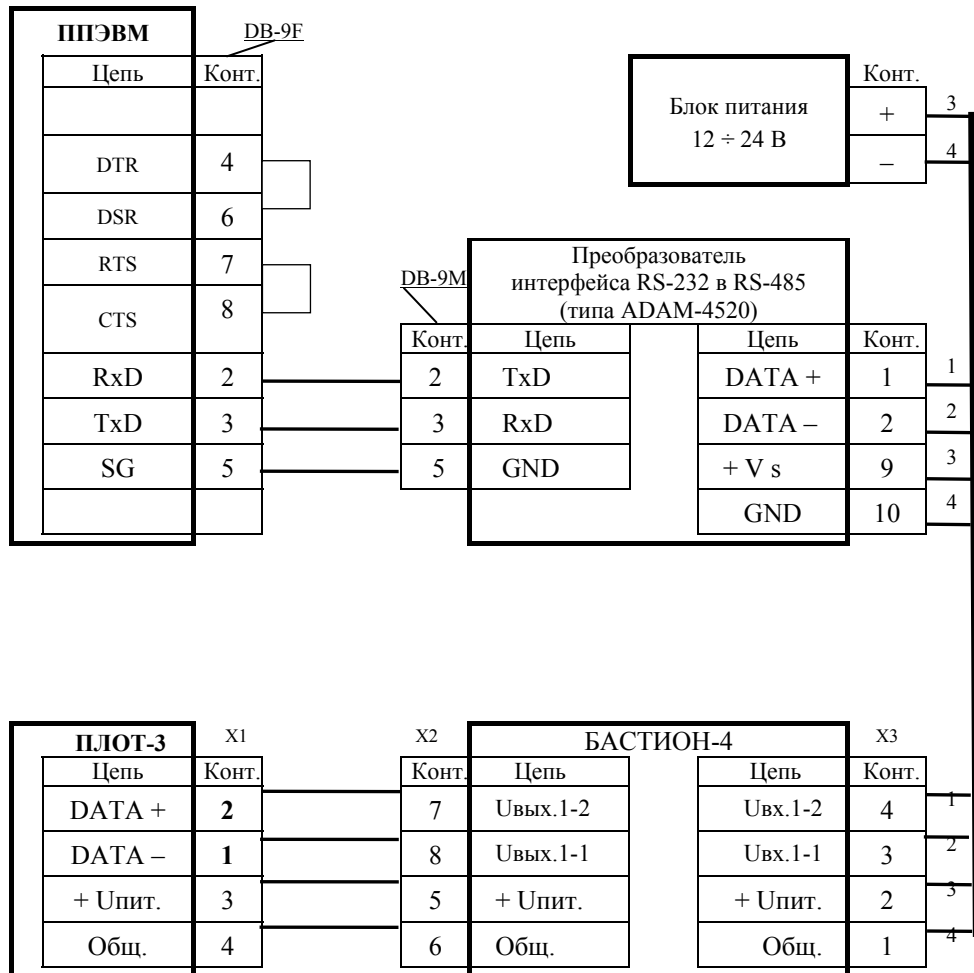 ППЭВМ DB-9F
Цепь Конт.
DTR 4
DSR 6
RTS 7
CTS 8
RxD 2
TxD 3
SG 5
Блок питания
12 ÷ 24 В
Конт.
+ 3
– 4
DB-9M
Преобразователь
интерфейса RS-232 в RS-485
(типа ADAM-4520)
Конт. Цепь Цепь Конт.
2 TxD DATA + 1 1
3 RxD DATA – 2 2
5 GND + V s 9 3
GND 10 4
ПЛОТ-3 X1 X2 БАСТИОН-4 X3
Цепь Конт. Конт. Цепь Цепь Конт.
DATA + 2 7 Uвых.1-2 Uвх.1-2 4 1
DATA – 1 8 Uвых.1-1 Uвх.1-1 3 2
+ Uпит. 3 5 + Uпит. + Uпит. 2 3
Общ. 4 6 Общ. Общ. 1 4